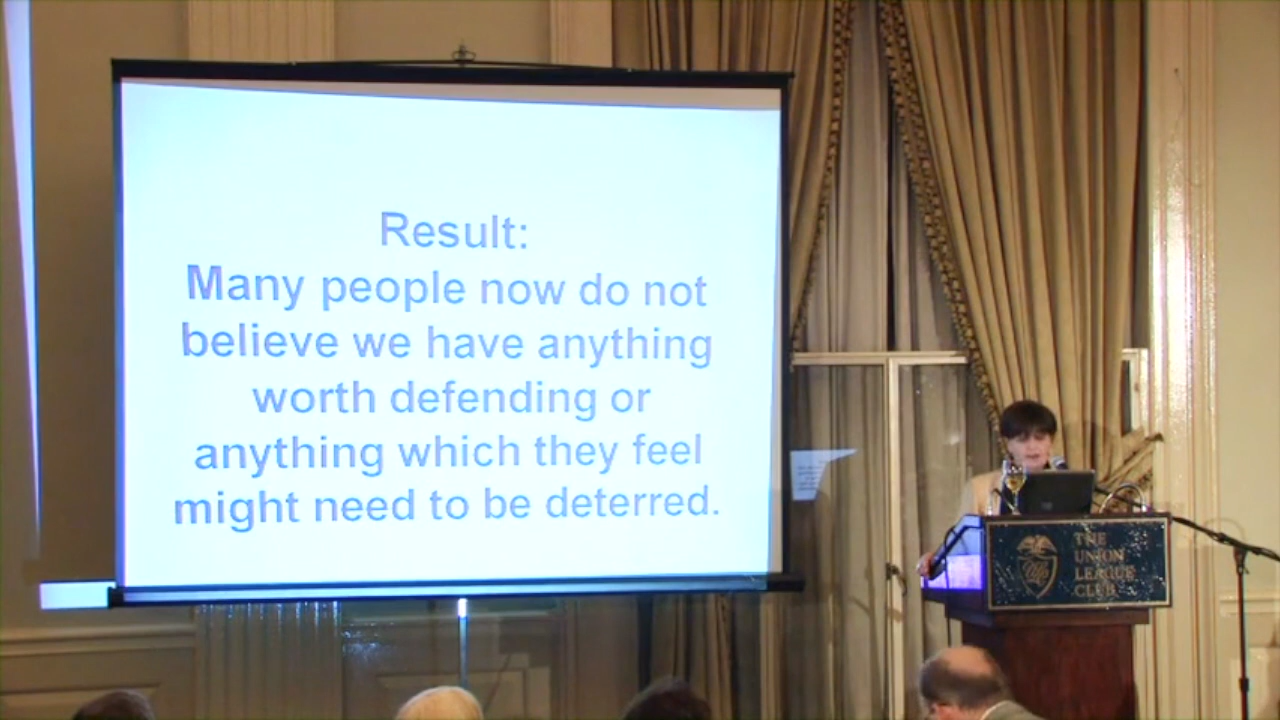 Result:
Many people now do not
believe we have anything
worth defending or
anything which they feel
might need to be deterred.
THE
UNION
LEAGUE
CLUB